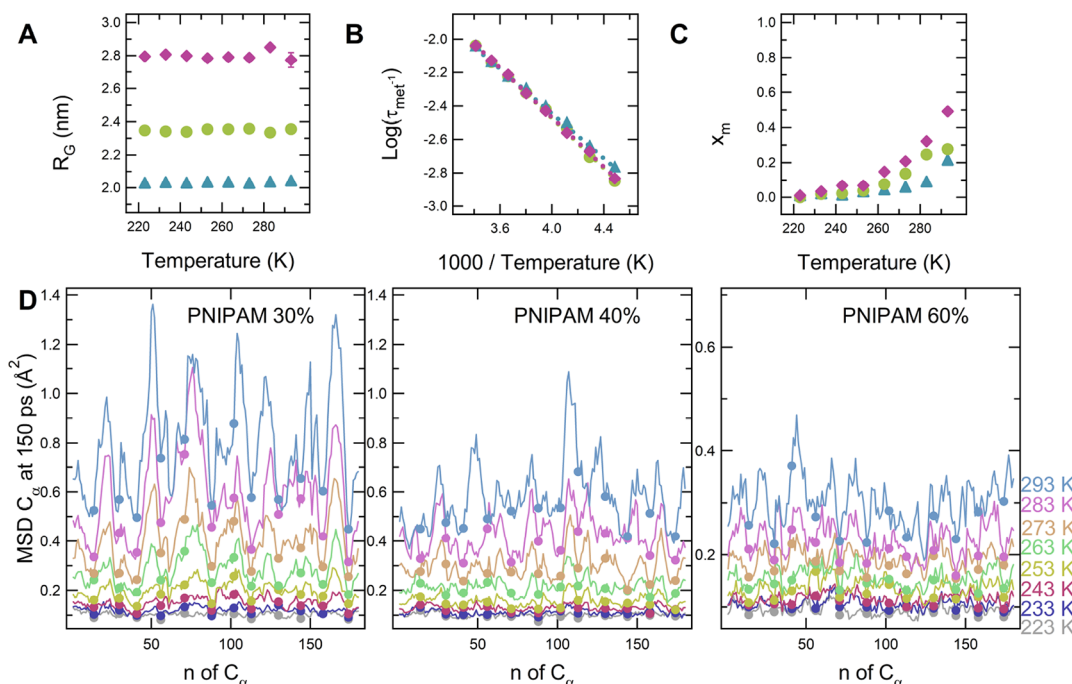 A
3.0
2.8
2.6
2.4
2.2
2.0
R_G (nm)
220 240 260 280
Temperature (K)
B
-2.0
-2.2
-2.4
-2.6
-2.8
-3.0
Log(τ_met⁻¹)
3.6 4.0 4.4
1000 / Temperature (K)
C
1.0
0.8
0.6
0.4
0.2
0.0
x_m
220 240 260 280
Temperature (K)
D
MSD C_α at 150 ps (Å²)
PNIPAM 30%
1.4
1.2
1.0
0.8
0.6
0.4
0.2
50 100 150
n of C_α
PNIPAM 40%
1.4
1.2
1.0
0.8
0.6
0.4
0.2
50 100 150
n of C_α
PNIPAM 60%
0.6
0.4
0.2
50 100 150
n of C_α
293 K
283 K
273 K
263 K
253 K
243 K
233 K
223 K